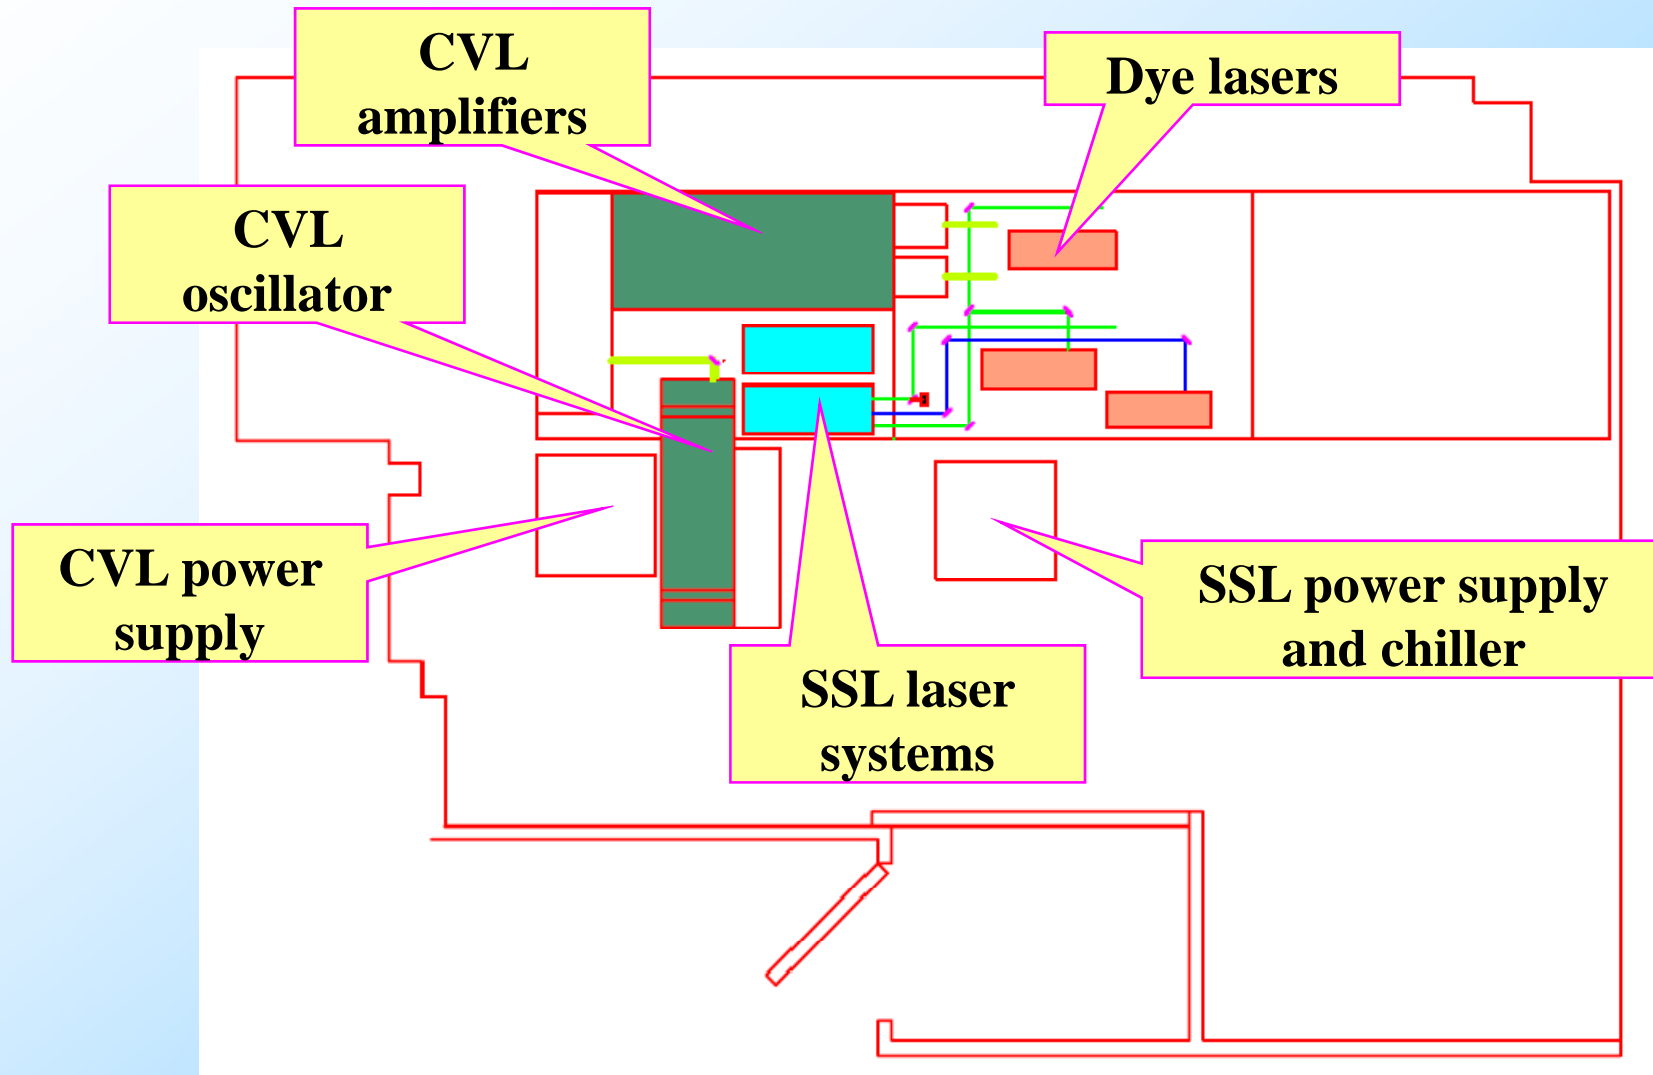 CVL
amplifiers
Dye lasers
CVL
oscillator
CVL power
supply
SSL power supply
and chiller
SSL laser
systems